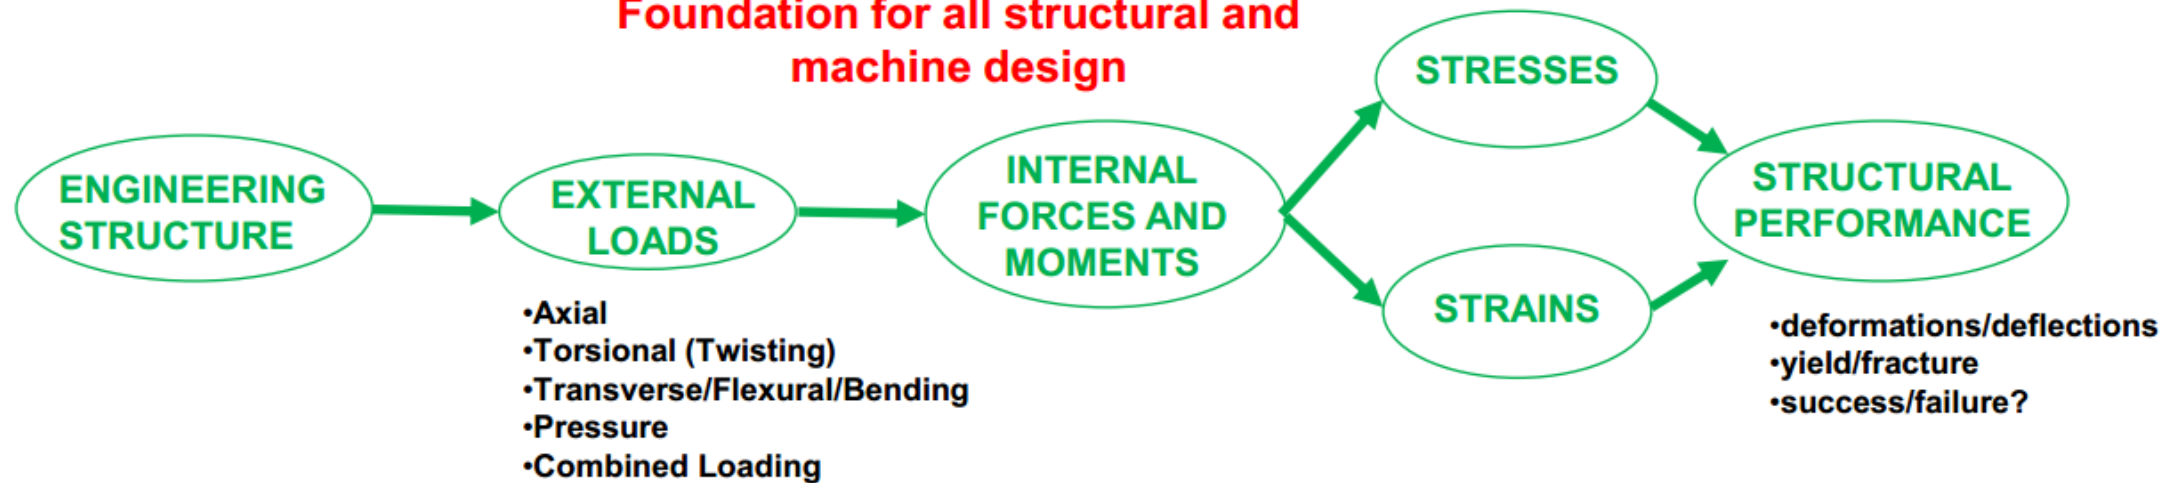 Foundation for all structural and
machine design
ENGINEERING
STRUCTURE
EXTERNAL
LOADS
•Axial
•Torsional (Twisting)
•Transverse/Flexural/Bending
•Pressure
•Combined Loading
INTERNAL
FORCES AND
MOMENTS
STRESSES
STRAINS
STRUCTURAL
PERFORMANCE
•deformations/deflections
•yield/fracture
•success/failure?